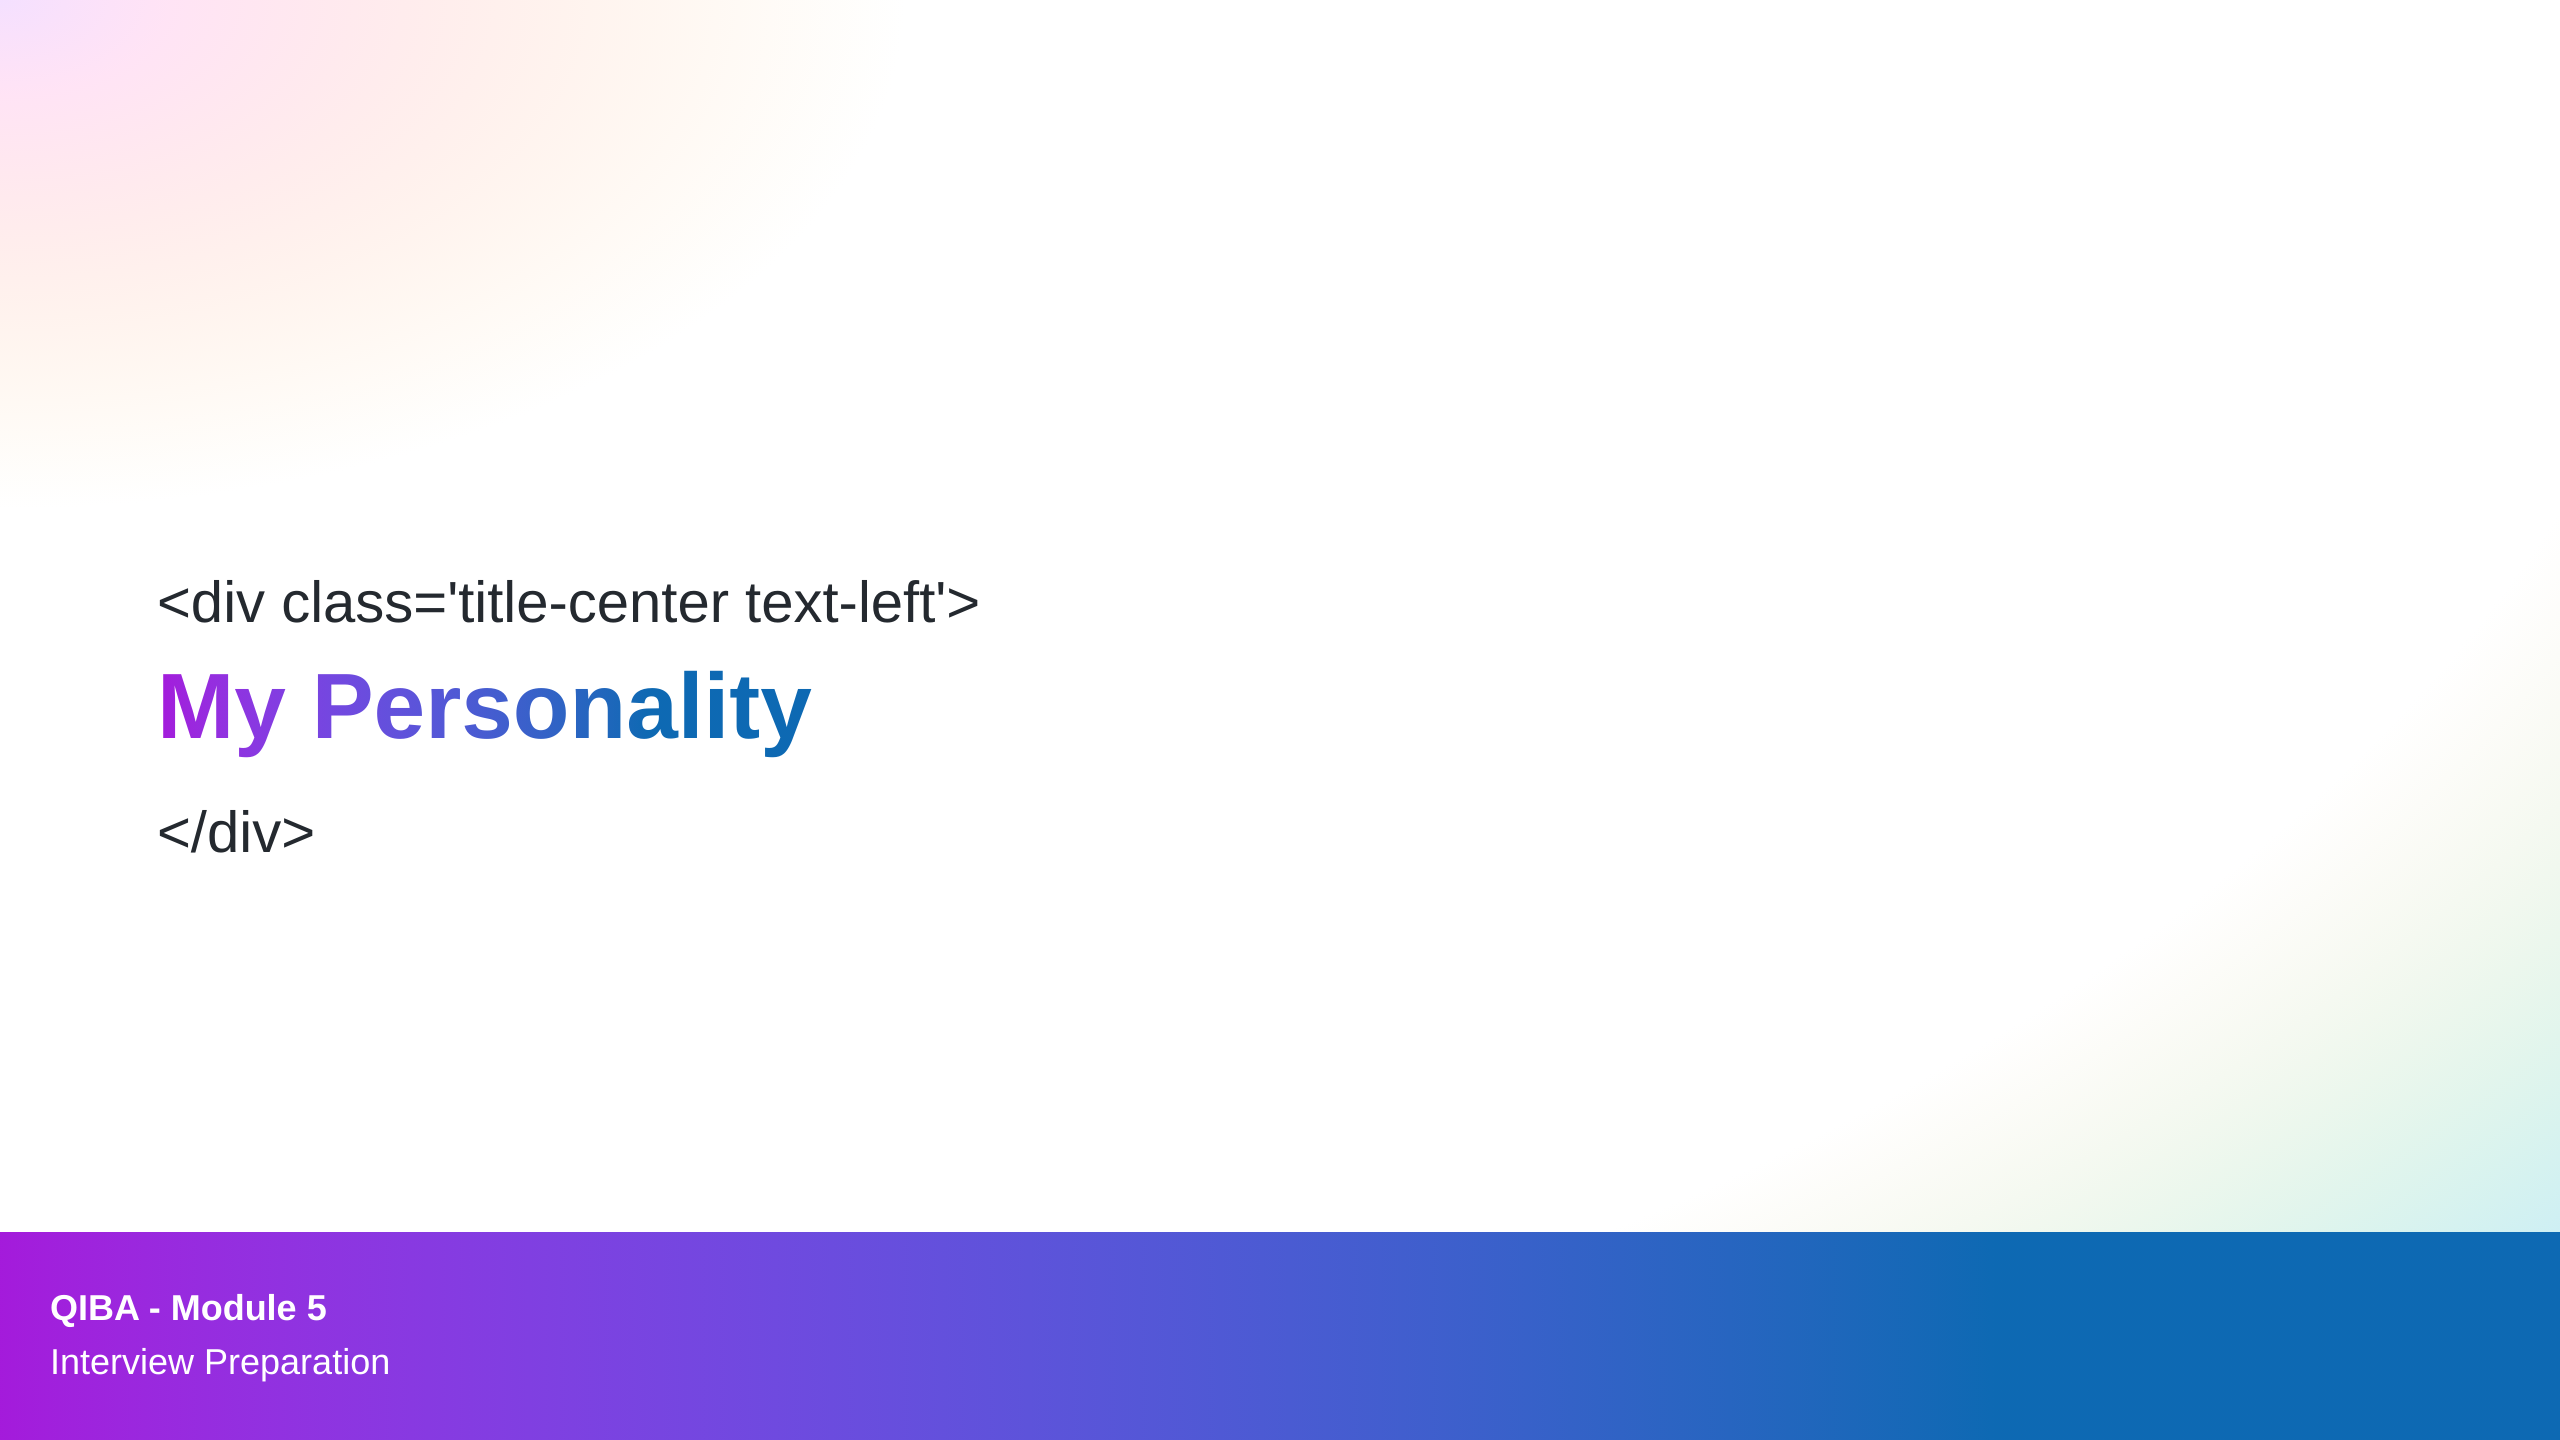 <div class='title-center text-left'>
My Personality
</div>
QIBA - Module 5
Interview Preparation